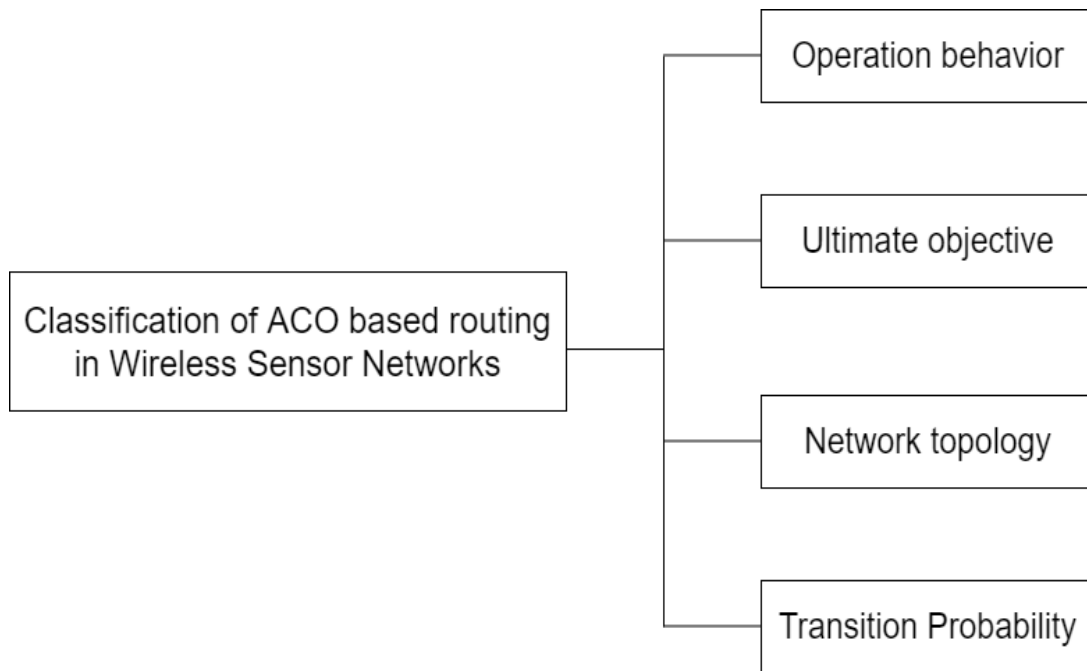 Operation behavior
Ultimate objective
Classification of ACO based routing
in Wireless Sensor Networks
Network topology
Transition Probability